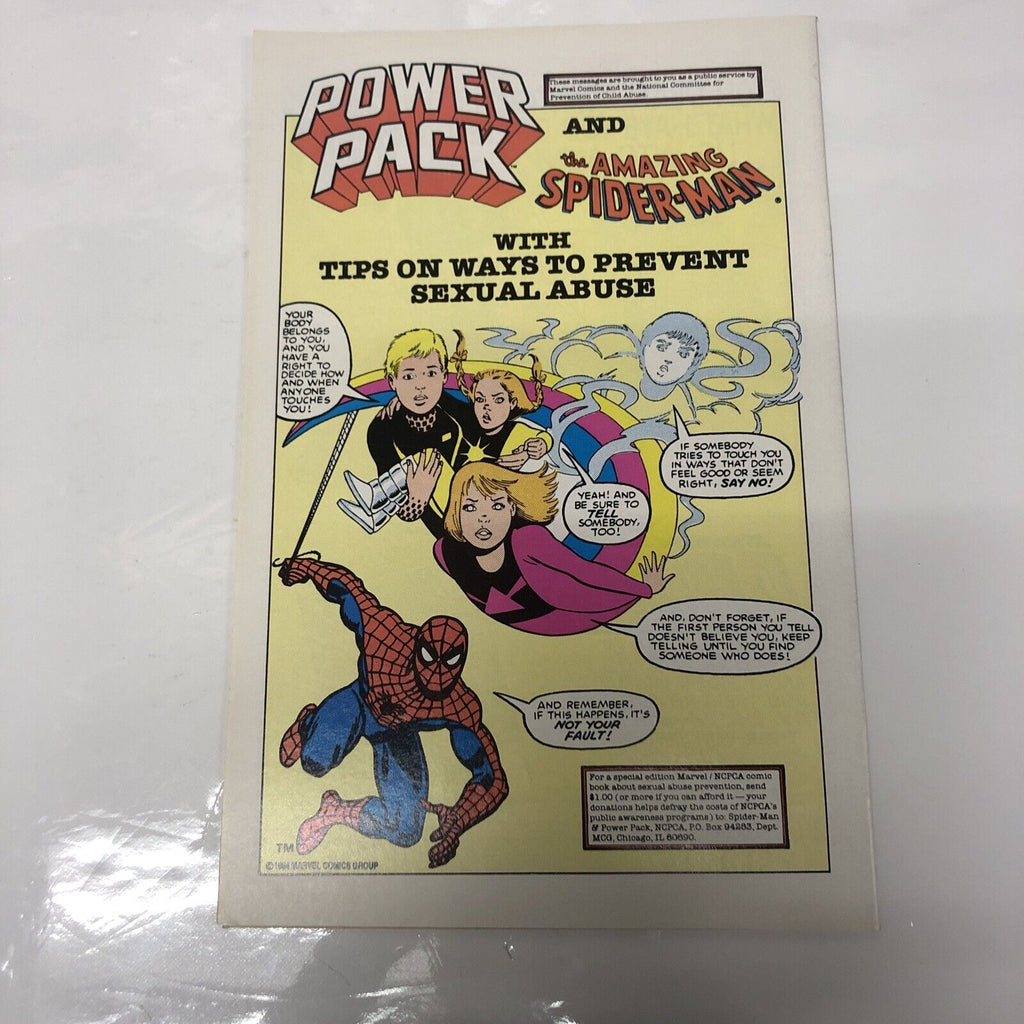 POWER
PACK
These messages are brought to you as a public service by
Marvel Comics and the National Committee for
Prevention of Child Abuse.
AND
the AMAZING
SPIDER-MAN
WITH
TIPS ON WAYS TO PREVENT
SEXUAL ABUSE
YOUR
BODY
BELONGS
TO YOU,
AND YOU
HAVE A
RIGHT TO
DECIDE HOW
AND WHEN
ANYONE
TOUCHES
YOU!
IF SOMEBODY
TRIES TO TOUCH YOU
IN WAYS THAT DON'T
FEEL GOOD OR SEEM
RIGHT, SAY NO!
YEAH! AND
BE SURE TO
TELL
SOMEBODY,
TOO!
AND, DON'T FORGET, IF
THE FIRST PERSON YOU TELL
DOESN'T BELIEVE YOU, KEEP
TELLING UNTIL YOU FIND
SOMEONE WHO DOES!
AND REMEMBER,
IF THIS HAPPENS, IT'S
NOT YOUR
FAULT!
For a special edition Marvel / NCPCA comic
book about sexual abuse prevention, send
$1.00 (or more if you can afford it — your
donations helps defray the costs of NCPCA's
public awareness programs) to: Spider-Man
& Power Pack, NCPCA, P.O. Box 94283, Dept.
MCG, Chicago, IL 60690.
TM
© 1984 MARVEL COMICS GROUP